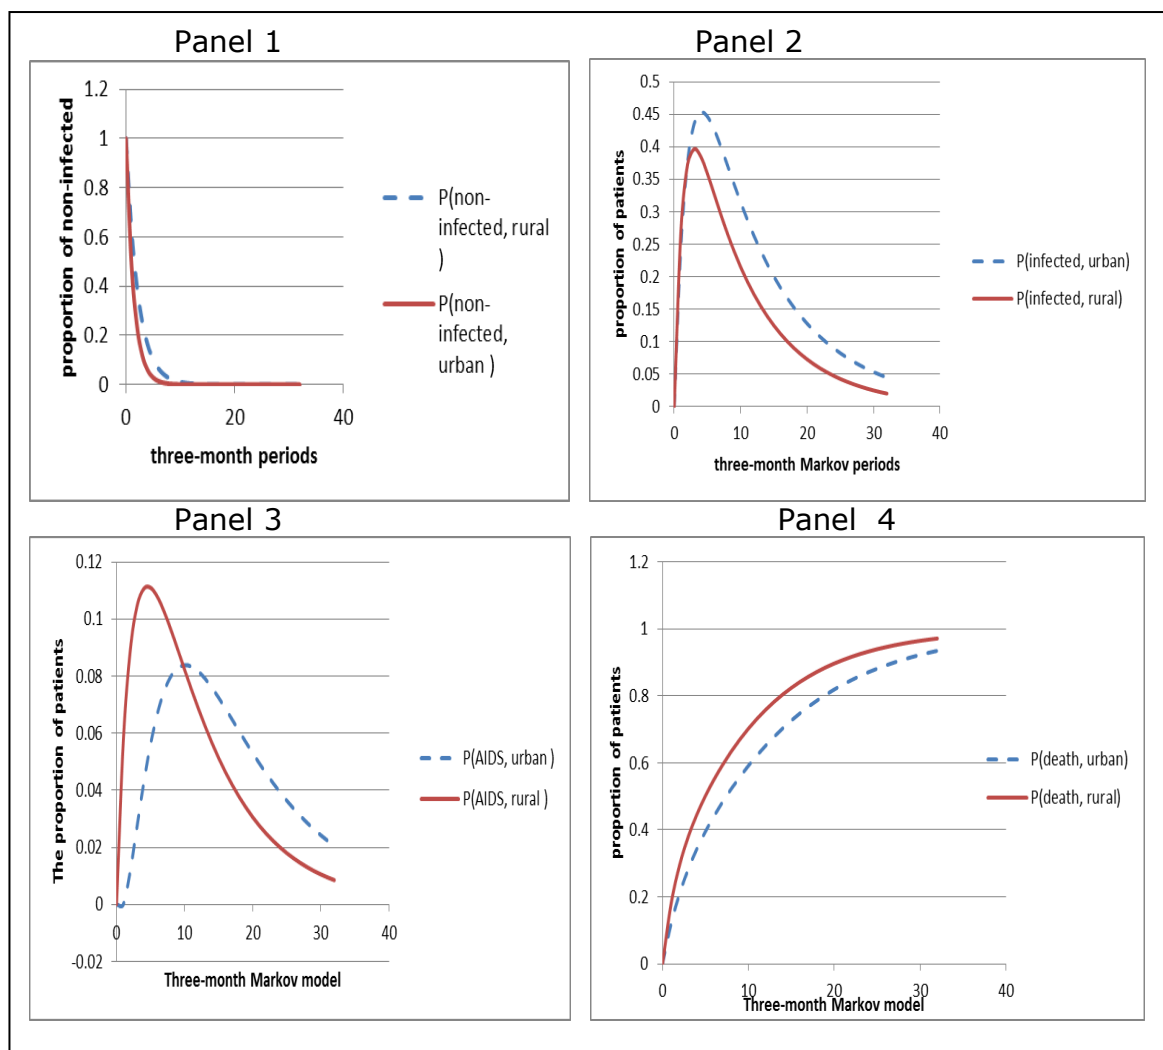 Panel 1
proportion of non-infected
1.2
1
0.8
0.6
0.4
0.2
0
0
20
40
three-month periods
P(non-
infected, rural
)
P(non-
infected,
urban )
Panel 2
proportion of patients
0.5
0.45
0.4
0.35
0.3
0.25
0.2
0.15
0.1
0.05
0
0
10
20
30
40
three-month Markov periods
P(infected, urban)
P(infected, rural)
Panel 3
The proportion of patients
0.12
0.1
0.08
0.06
0.04
0.02
0
-0.02
0
10
20
30
40
Three-month Markov model
P(AIDS, urban )
P(AIDS, rural )
Panel 4
proportion of patients
1.2
1
0.8
0.6
0.4
0.2
0
0
10
20
30
40
Three-month Markov model
P(death, urban)
P(death, rural)